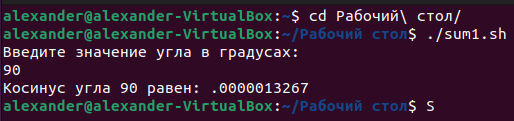 alexander@alexander-VirtualBox:~$ cd Рабочий\ стол/
alexander@alexander-VirtualBox:~/Рабочий стол$ ./sum1.sh
Введите значение угла в градусах:
90
Косинус угла 90 равен: .0000013267
alexander@alexander-VirtualBox:~/Рабочий стол$ S